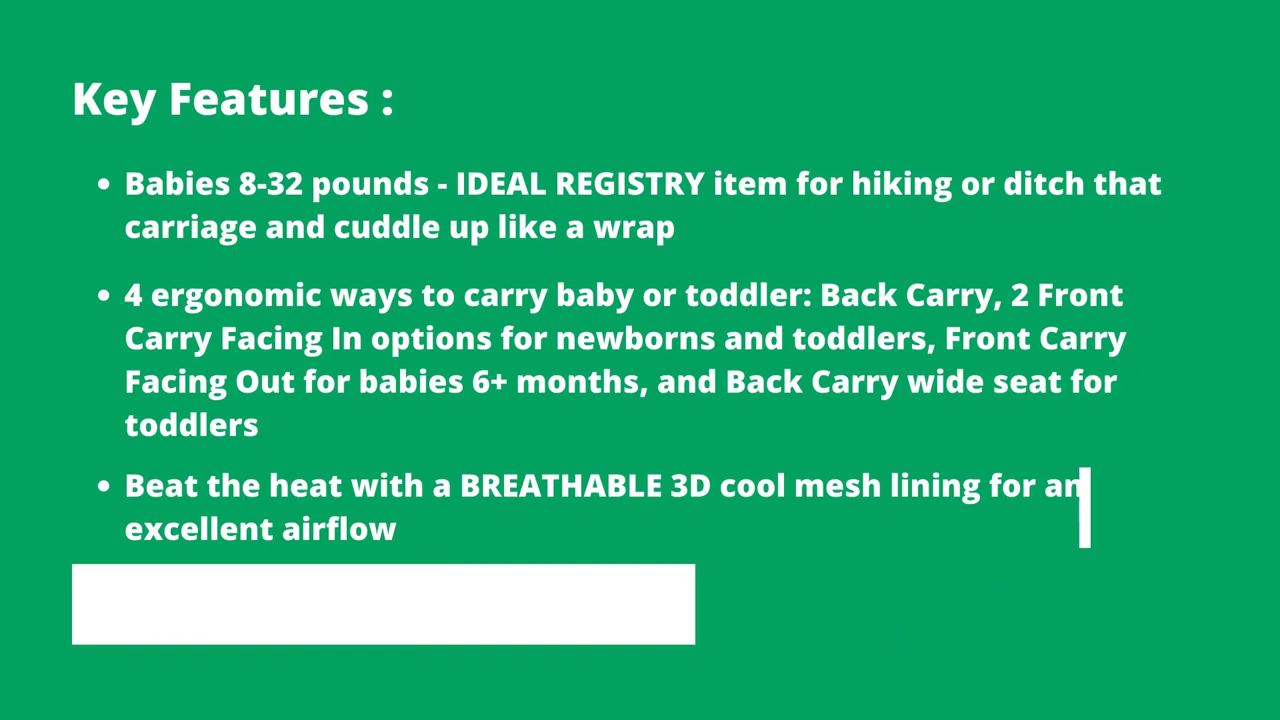 Key Features :
• Babies 8-32 pounds - IDEAL REGISTRY item for hiking or ditch that
carriage and cuddle up like a wrap
• 4 ergonomic ways to carry baby or toddler: Back Carry, 2 Front
Carry Facing In options for newborns and toddlers, Front Carry
Facing Out for babies 6+ months, and Back Carry wide seat for
toddlers
• Beat the heat with a BREATHABLE 3D cool mesh lining for an
excellent airflow